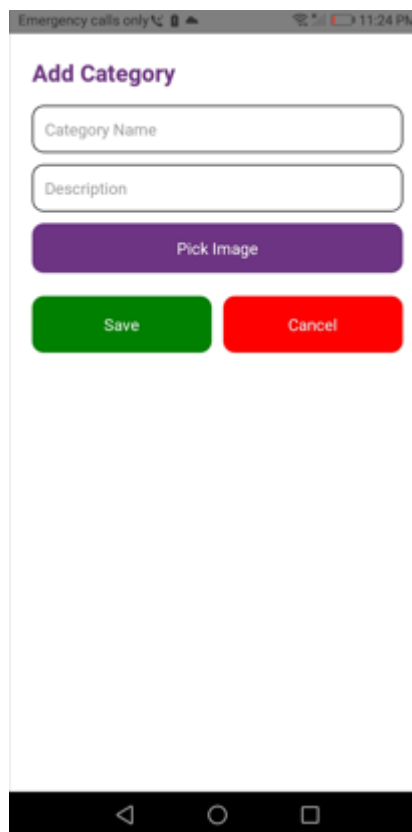 Emergency calls only 11:24 PM
Add Category
Category Name
Description
Pick Image
Save Cancel